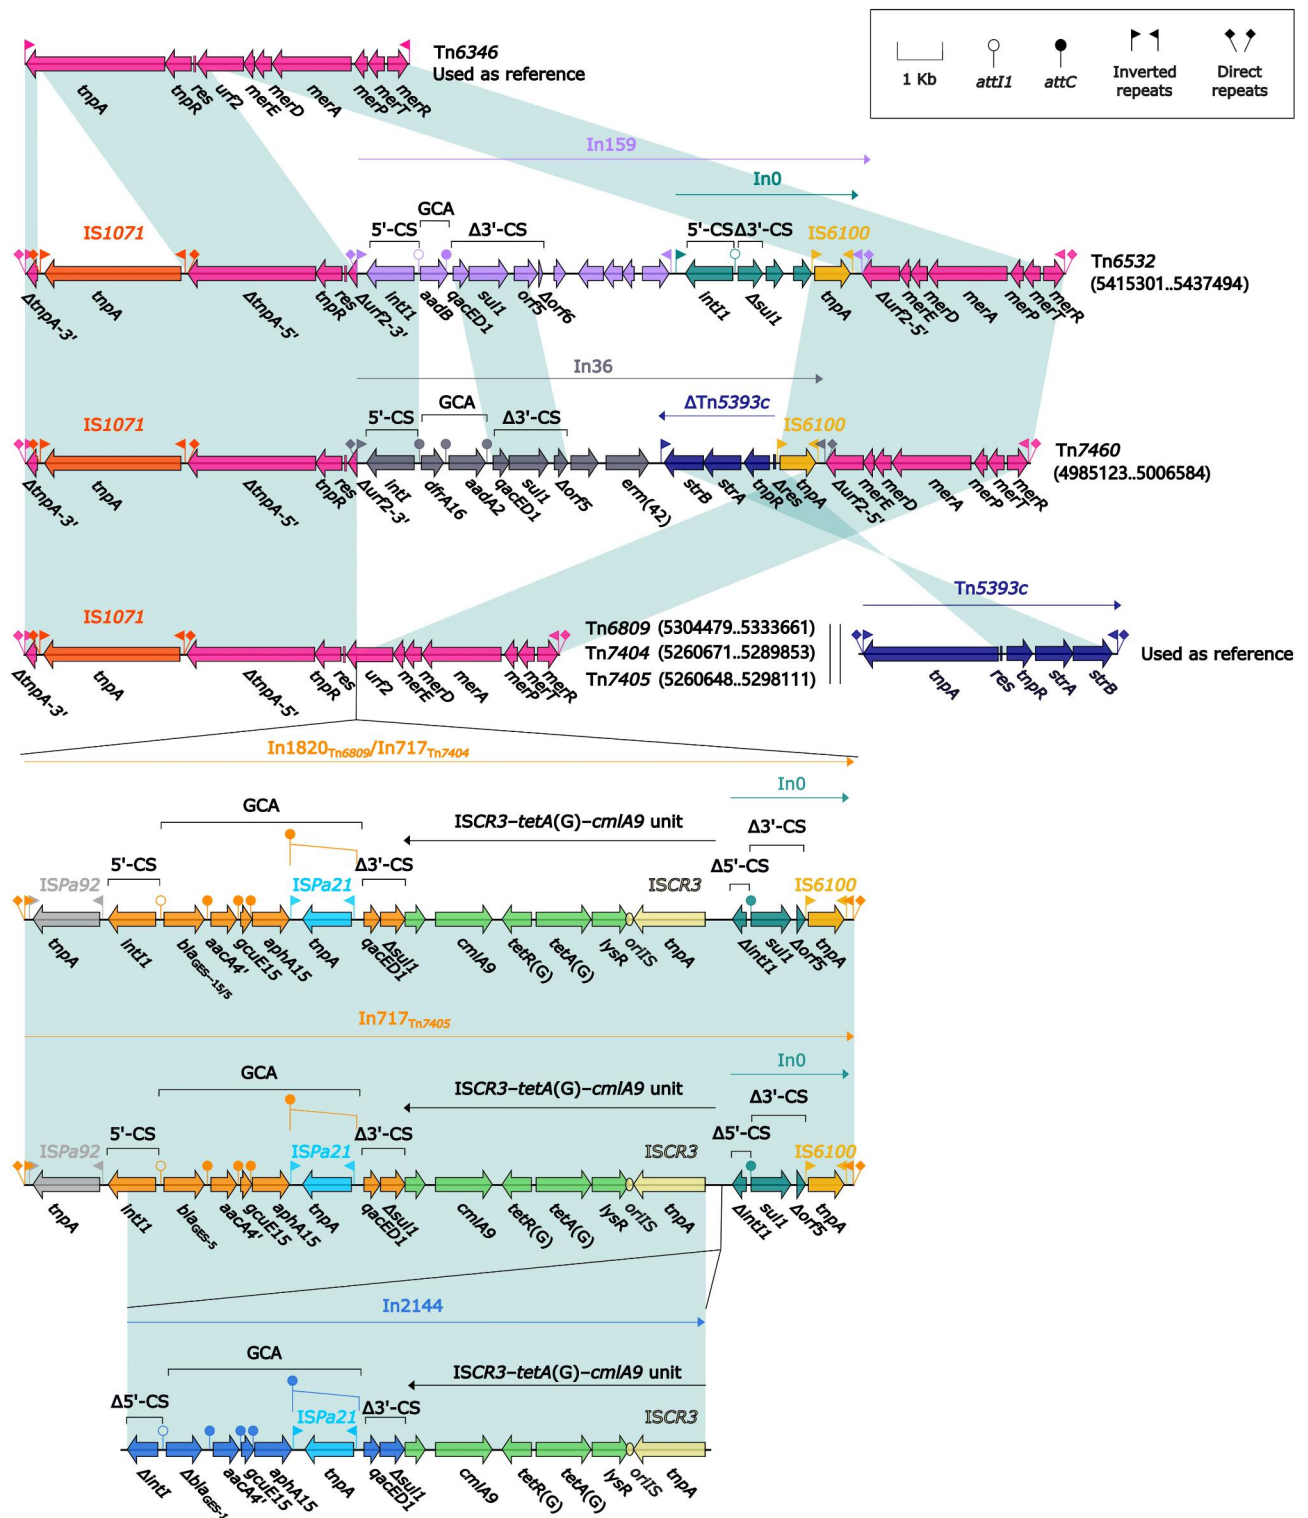 Tn6346
Used as reference
tnpA tnpR res urf2 merE merD merA merP merT merR
1 Kb attI1 attC Inverted repeats Direct repeats
In159
In0
GCA
5'-CS Δ3'-CS 5'-CS Δ3'-CS
IS1071 IS6100
Tn6532
(5415301..5437494)
ΔtnpA-3' tnpA ΔtnpA-5' tnpR res Δurf2-3' IntI1 aadB qacED1 sul1 orf5 Δorf6 IntI1 Δsul1 tnpA Δurf2-5' merE merD merA merP merT merR
In36
GCA ΔTn5393c
5'-CS Δ3'-CS
IS1071 IS6100
Tn7460
(4985123..5006584)
ΔtnpA-3' tnpA ΔtnpA-5' tnpR res Δurf2-3' IntI dfrA16 aadA2 qacED1 sul1 Δorf5 erm(42) strB strA tnpR Δres tnpA Δurf2-5' merE merD merA merP merT merR
Tn5393c
IS1071
Tn6809 (5304479..5333661)
Tn7404 (5260671..5289853)
Tn7405 (5260648..5298111)
Used as reference
ΔtnpA-3' tnpA ΔtnpA-5' tnpR res urf2 merE merD merA merP merT merR
tnpA res tnpR strA strB
In1820Tn6809/In717Tn7404
In0
GCA
ISCR3-tetA(G)-cmlA9 unit
Δ3'-CS
5'-CS Δ3'-CS Δ5'-CS
ISPa92 ISPa21 ISCR3 IS6100
tnpA IntI1 blaGES-15/5 aacA4' gcuE15 aphA15 tnpA qacED1 Δsul1 cmlA9 tetR(G) tetA(G) lysR oriIS tnpA ΔIntI1 sul1 Δorf5 tnpA
In717Tn7405
In0
GCA
ISCR3-tetA(G)-cmlA9 unit
Δ3'-CS
5'-CS Δ3'-CS Δ5'-CS
ISPa92 ISPa21 ISCR3 IS6100
tnpA IntI1 blaGES-5 aacA4' gcuE15 aphA15 tnpA qacED1 Δsul1 cmlA9 tetR(G) tetA(G) lysR oriIS tnpA ΔIntI1 sul1 Δorf5 tnpA
In2144
GCA
ISCR3-tetA(G)-cmlA9 unit
Δ5'-CS Δ3'-CS
ISPa21 ISCR3
ΔIntI ΔblaGES-1 aacA4' gcuE15 aphA15 tnpA qacED1 Δsul1 cmlA9 tetR(G) tetA(G) lysR oriIS tnpA